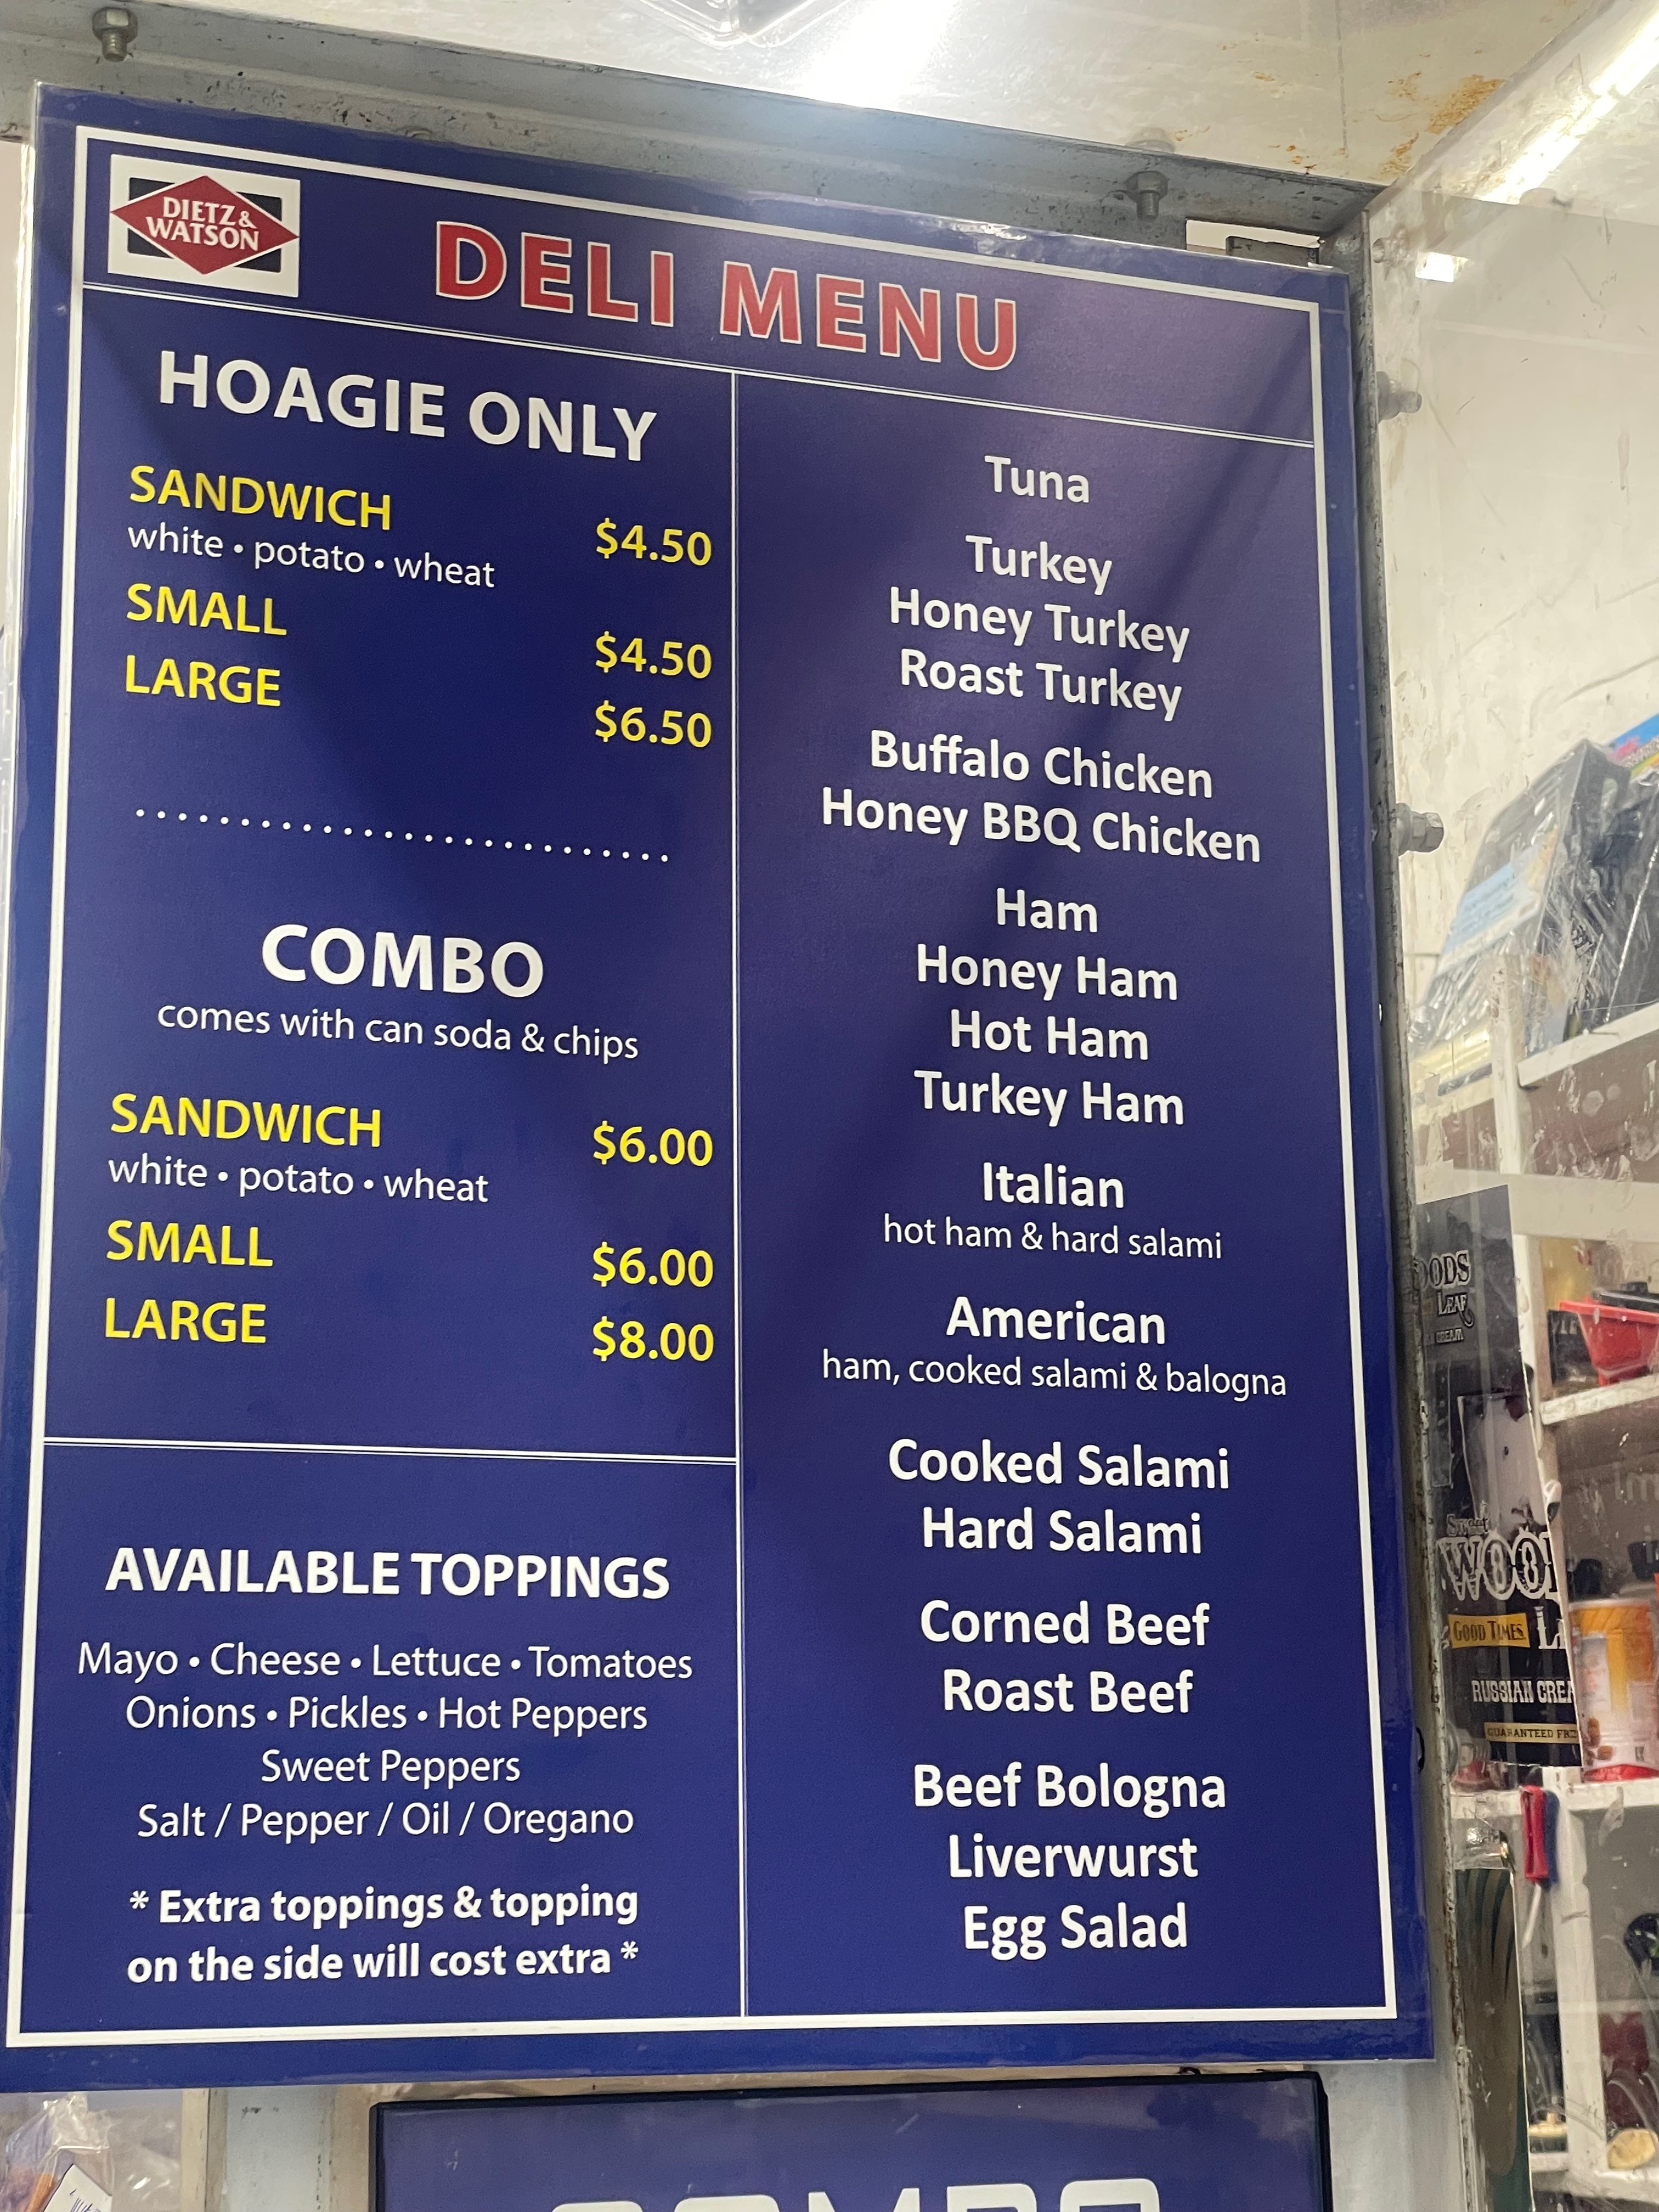 DIETZ &
WATSON
DELI MENU
HOAGIE ONLY
SANDWICH $4.50
white • potato • wheat
SMALL $4.50
LARGE $6.50
COMBO
comes with can soda & chips
SANDWICH $6.00
white • potato • wheat
SMALL $6.00
LARGE $8.00
AVAILABLE TOPPINGS
Mayo • Cheese • Lettuce • Tomatoes
Onions • Pickles • Hot Peppers
Sweet Peppers
Salt / Pepper / Oil / Oregano
* Extra toppings & topping
on the side will cost extra *
Tuna
Turkey
Honey Turkey
Roast Turkey
Buffalo Chicken
Honey BBQ Chicken
Ham
Honey Ham
Hot Ham
Turkey Ham
Italian
hot ham & hard salami
American
ham, cooked salami & balogna
Cooked Salami
Hard Salami
Corned Beef
Roast Beef
Beef Bologna
Liverwurst
Egg Salad
LEAF
GOOD TIMES
RUSSIAN
GUARANTEED